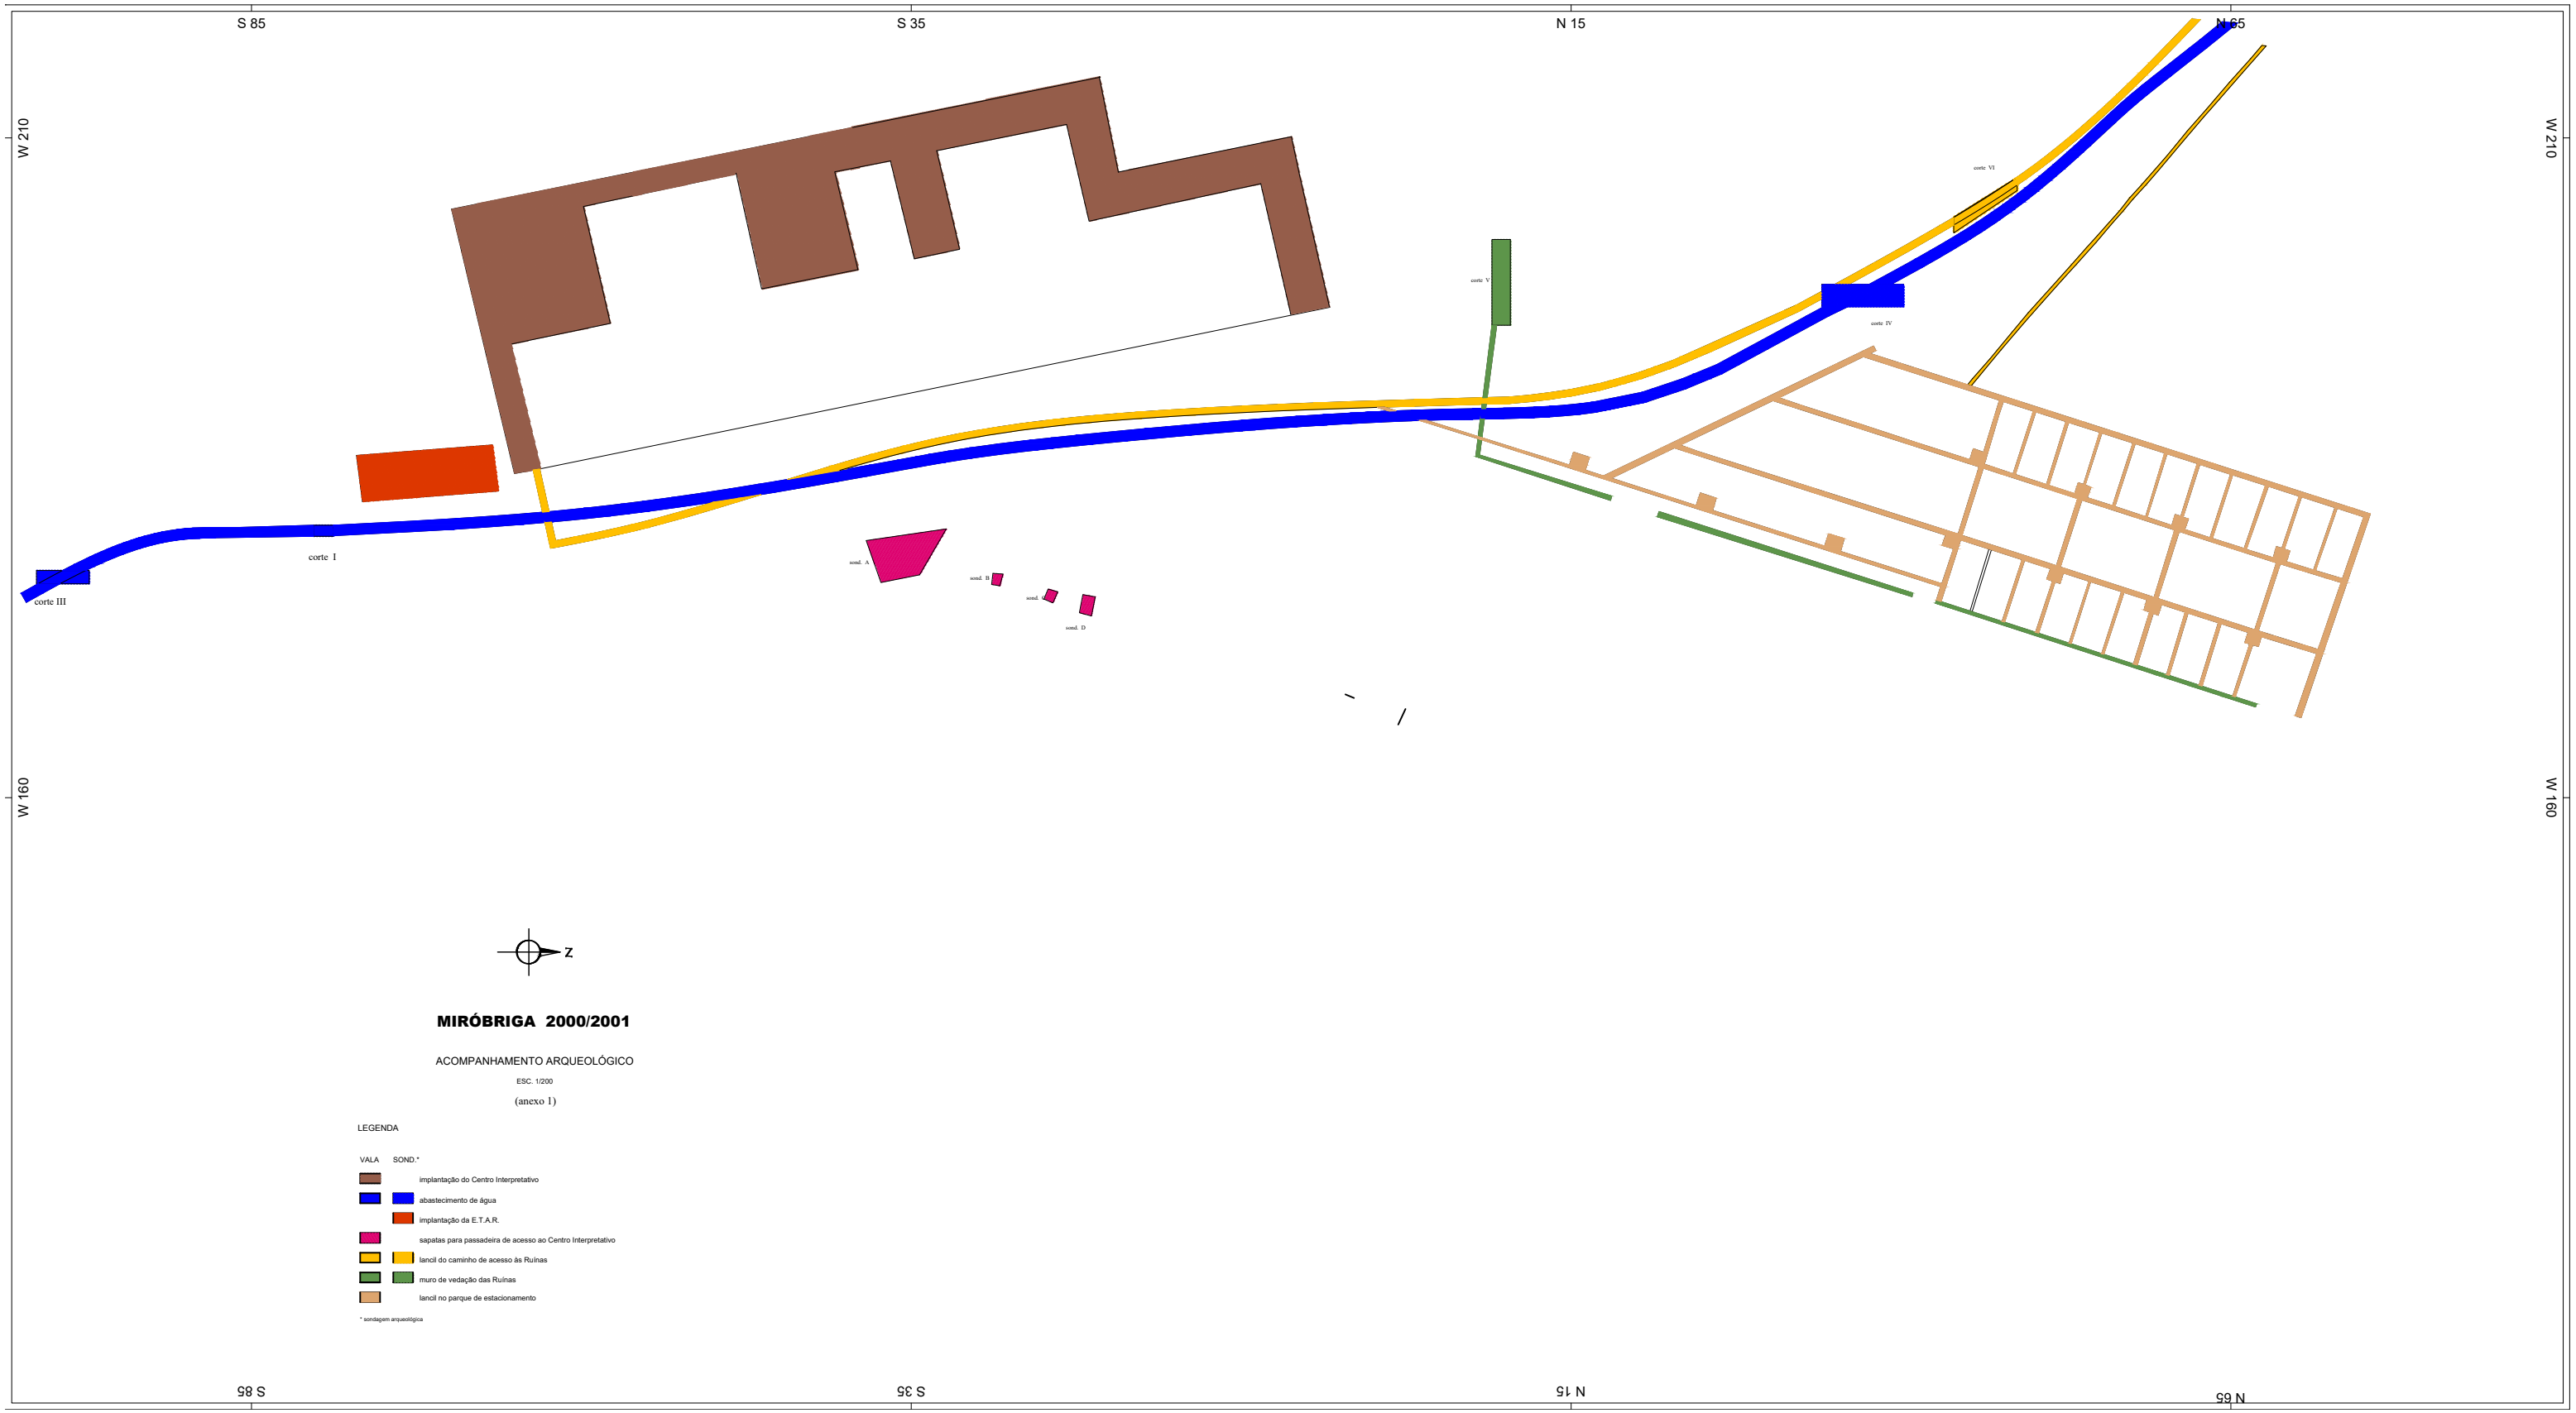 S 85
S 35
N 15
N 65
W 210
W 210
corte VI
corte V
corte IV
corte I
corte III
sond. A
sond. B
sond.
sond. D
W 160
W 160
Z
MIRÓBRIGA 2000/2001
ACOMPANHAMENTO ARQUEOLÓGICO
ESC. 1/200
(anexo 1)
LEGENDA
VALA SOND.*
implantação do Centro Interpretativo
abastecimento de água
implantação da E.T.A.R.
sapatas para passadeira de acesso ao Centro Interpretativo
lancil do caminho de acesso às Ruínas
muro de vedação das Ruínas
lancil no parque de estacionamento
* sondagem arqueológica
S 85
S 35
N 15
N 65